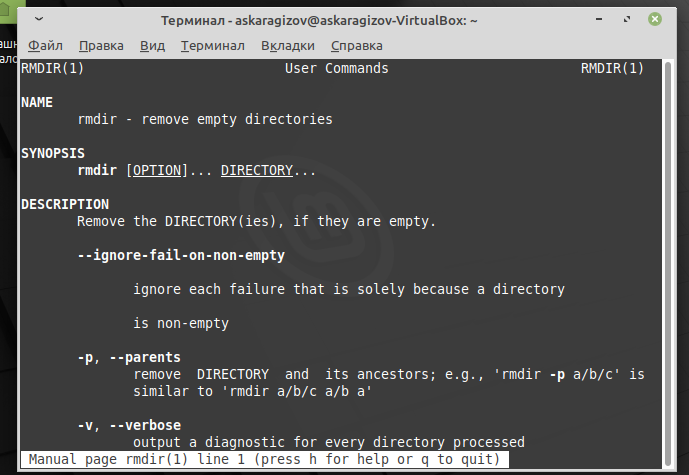 Терминал - askaragizov@askaragizov-VirtualBox: ~
Файл Правка Вид Терминал Вкладки Справка
RMDIR(1) User Commands RMDIR(1)
NAME
rmdir - remove empty directories
SYNOPSIS
rmdir [OPTION]... DIRECTORY...
DESCRIPTION
Remove the DIRECTORY(ies), if they are empty.
--ignore-fail-on-non-empty
ignore each failure that is solely because a directory
is non-empty
-p, --parents
remove DIRECTORY and its ancestors; e.g., 'rmdir -p a/b/c' is
similar to 'rmdir a/b/c a/b a'
-v, --verbose
output a diagnostic for every directory processed
Manual page rmdir(1) line 1 (press h for help or q to quit)